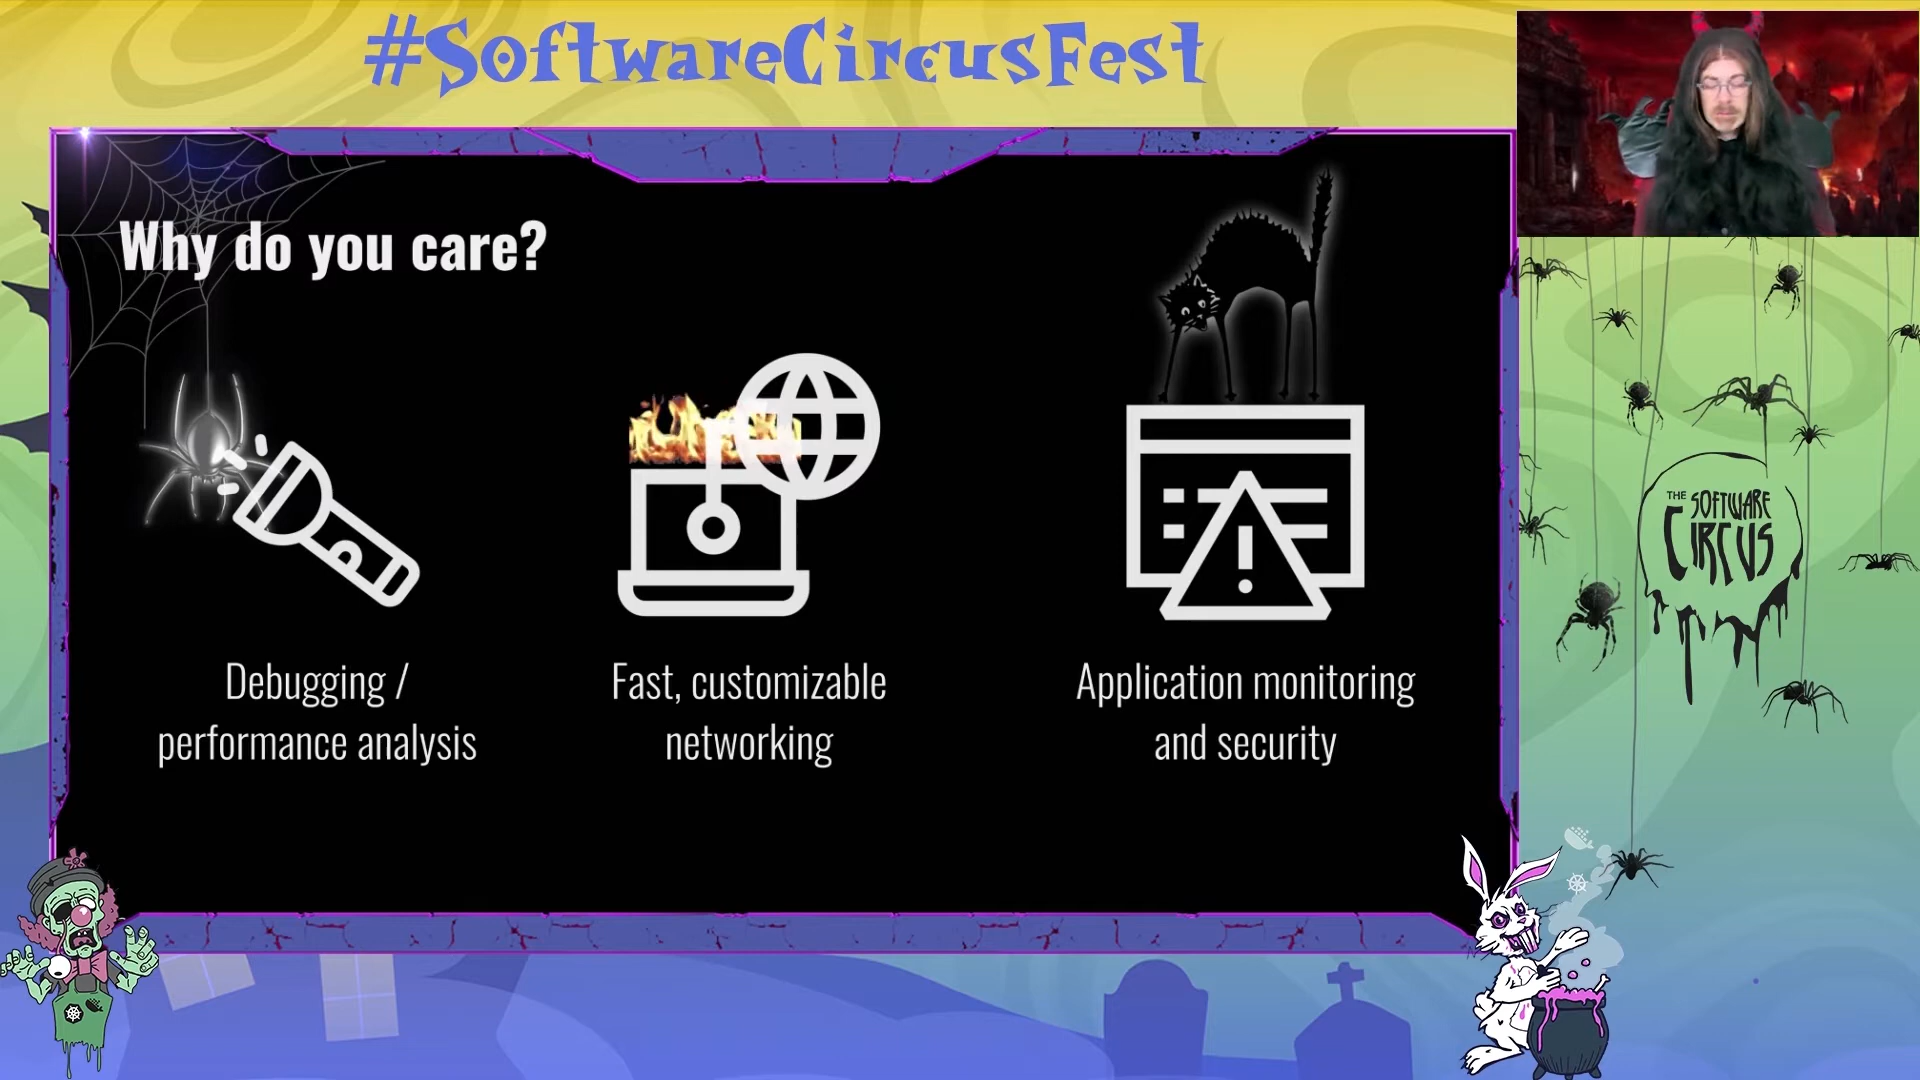 #SoftwareCircusFest
Why do you care?
Debugging /
performance analysis
Fast, customizable
networking
Application monitoring
and security
THE SOFTWARE
CIRCUS